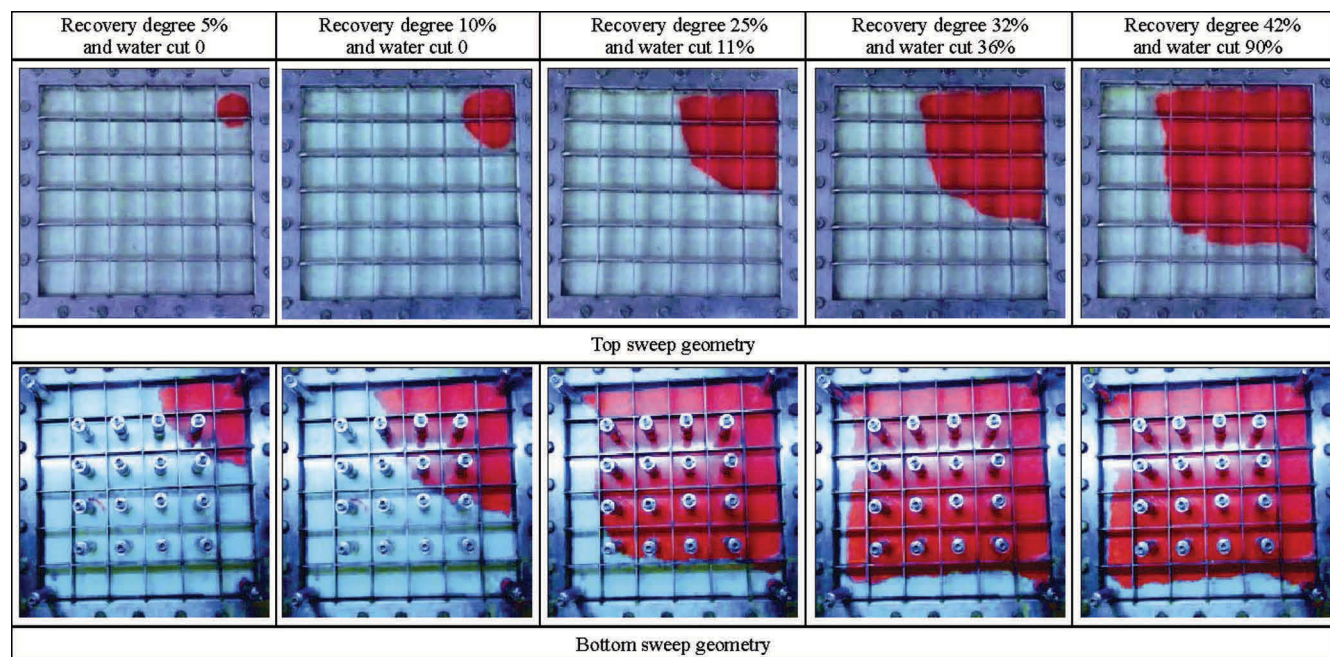 Recovery degree 5%
and water cut 0
Recovery degree 10%
and water cut 0
Recovery degree 25%
and water cut 11%
Recovery degree 32%
and water cut 36%
Recovery degree 42%
and water cut 90%
Top sweep geometry
Bottom sweep geometry